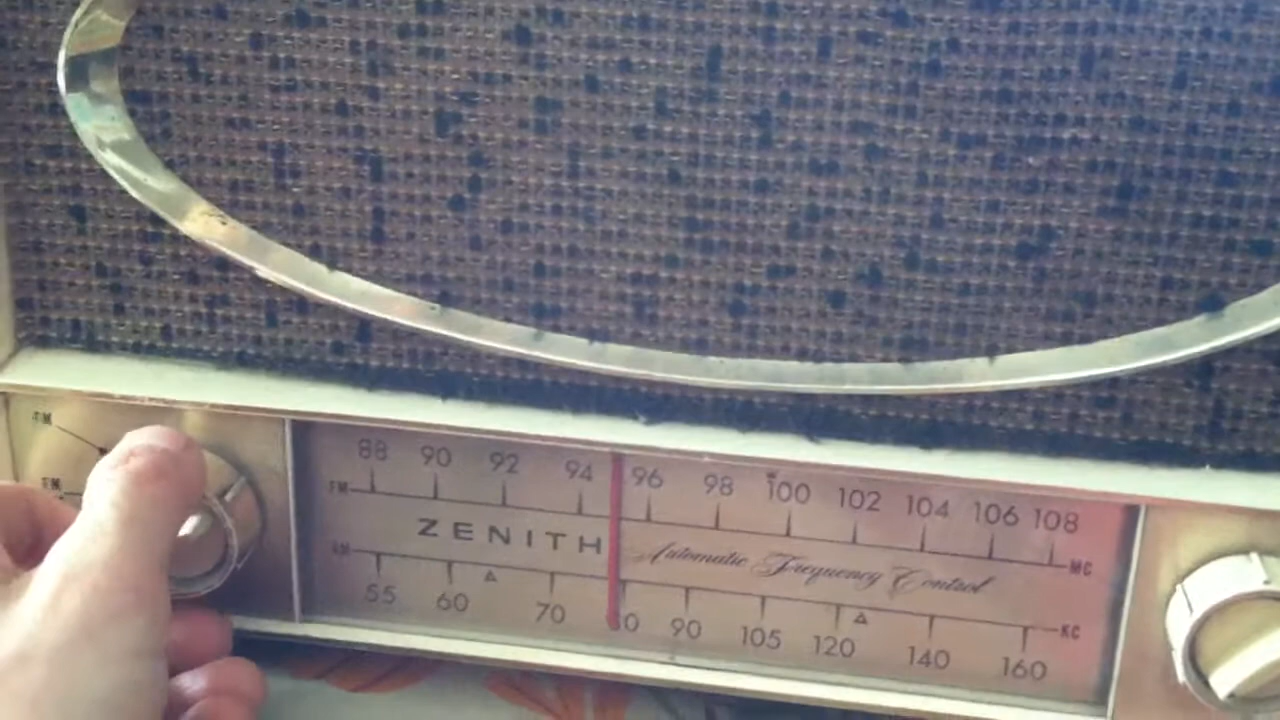 FM
88 90 92 94 96 98 100 102 104 106 108
FM MC
ZENITH Automatic Frequency Control
AM KC
55 60 70 80 90 105 120 140 160